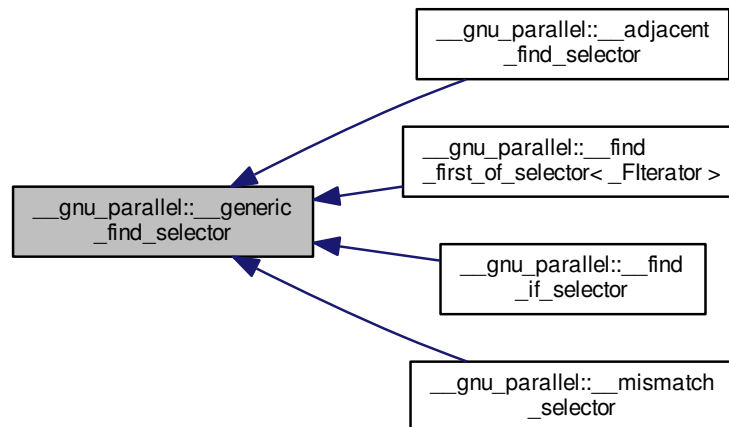 __gnu_parallel::__adjacent
_find_selector
__gnu_parallel::__find
_first_of_selector< _FIterator >
__gnu_parallel::__generic
_find_selector
__gnu_parallel::__find
_if_selector
__gnu_parallel::__mismatch
_selector